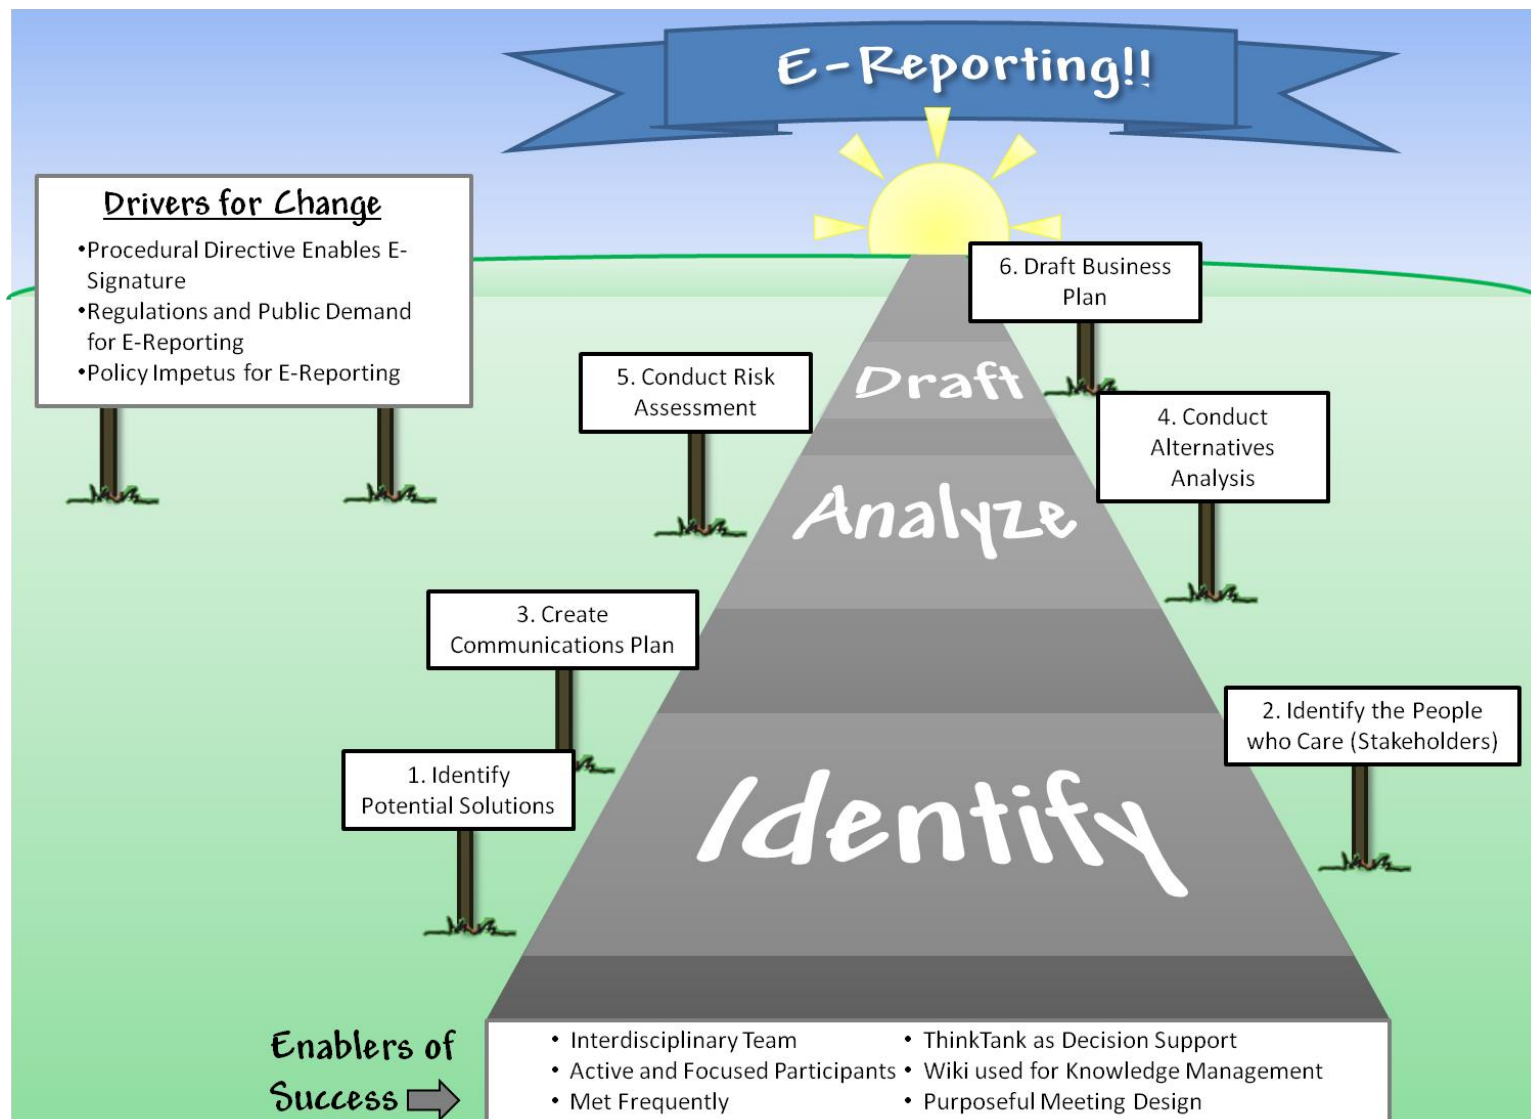 E-Reporting!!
Drivers for Change
•Procedural Directive Enables E-
Signature
•Regulations and Public Demand
for E-Reporting
•Policy Impetus for E-Reporting
6. Draft Business
Plan
5. Conduct Risk
Assessment
Draft
4. Conduct
Alternatives
Analysis
Analyze
3. Create
Communications Plan
2. Identify the People
who Care (Stakeholders)
1. Identify
Potential Solutions
Identify
Enablers of
Success
• Interdisciplinary Team
• Active and Focused Participants
• Met Frequently
• ThinkTank as Decision Support
• Wiki used for Knowledge Management
• Purposeful Meeting Design